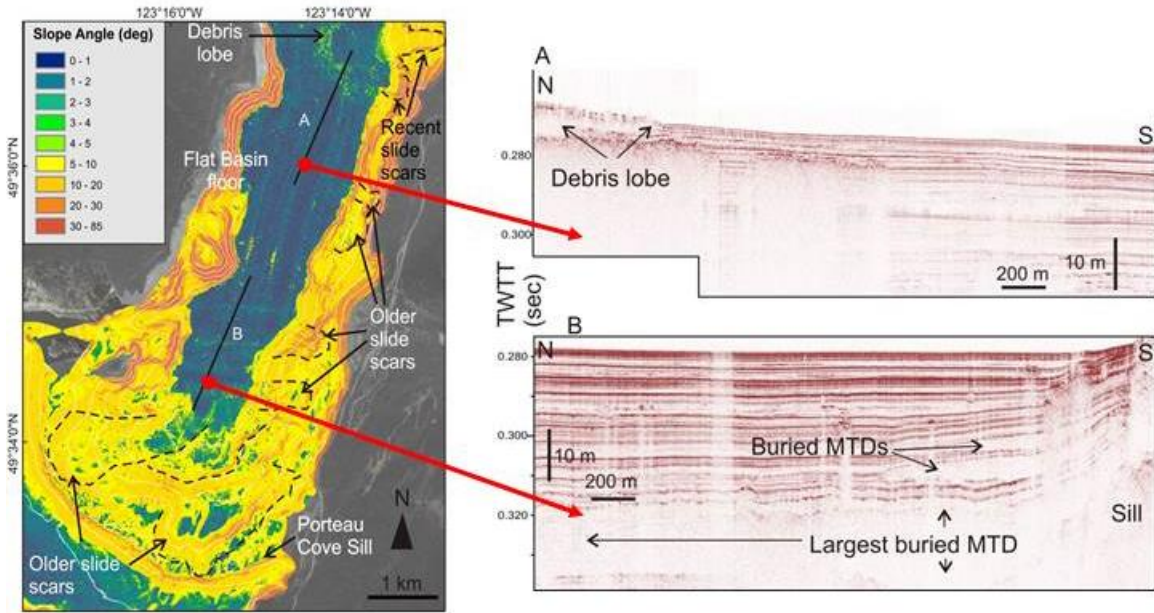 123°16'0"W
123°14'0"W
Slope Angle (deg)
0 - 1
1 - 2
2 - 3
3 - 4
4 - 5
5 - 10
10 - 20
20 - 30
30 - 85
Debris
lobe
A
Recent
slide
scars
Flat Basin
floor
49°36'0"N
Older
slide
scars
B
49°34'0"N
N
Older slide
scars
Porteau
Cove Sill
1 km
A
N
S
0.280
Debris lobe
0.300
200 m
10 m
TWTT
(sec)
B
N
S
0.280
0.300
10 m
200 m
Buried MTDs
0.320
Sill
Largest buried MTD